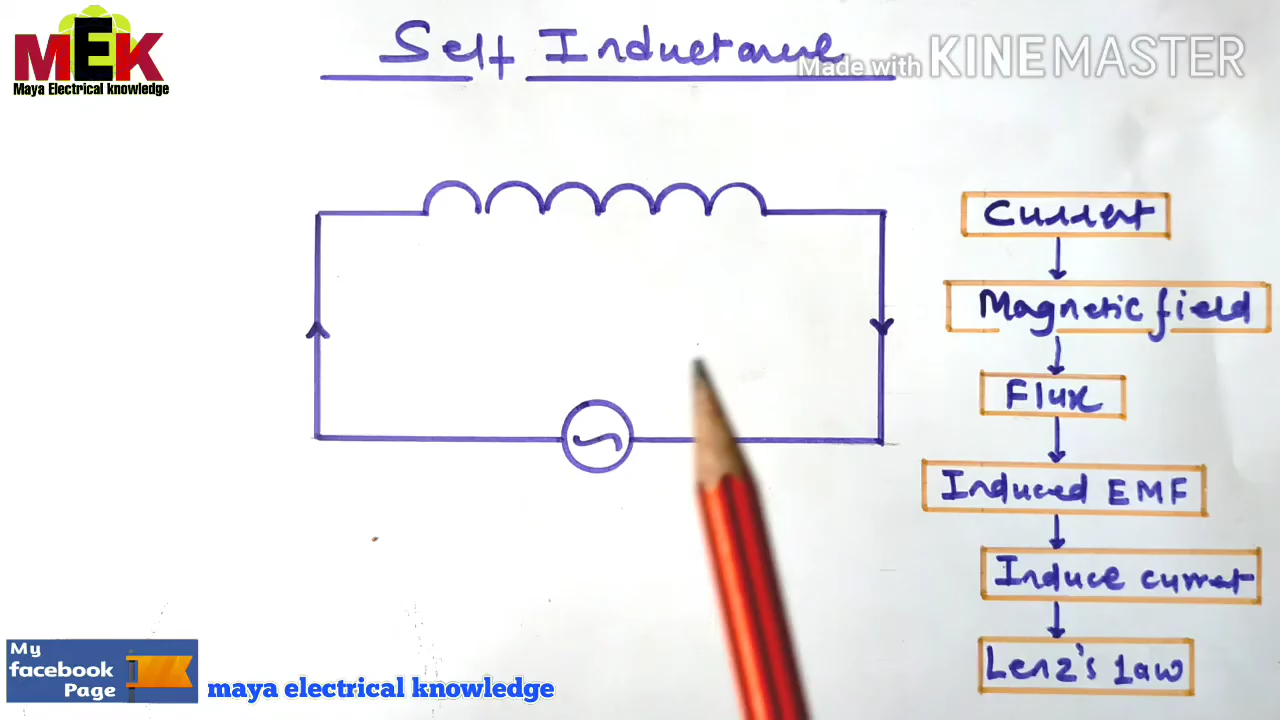 MEK
Maya Electrical knowledge
Self Inductance
Made with KINEMASTER
Current
Magnetic field
Flux
Induced EMF
Induce curret
Lenz's law
My
facebook
Page
maya electrical knowledge